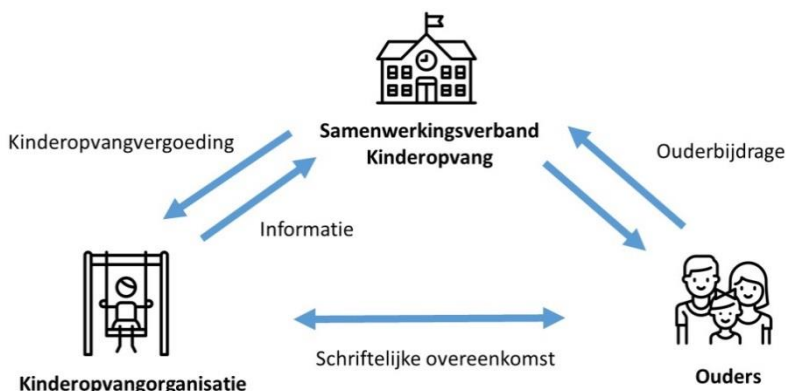 Samenwerkingsverband
Kinderopvang
Kinderopvangvergoeding
Ouderbijdrage
Informatie
Schriftelijke overeenkomst
Kinderopvangorganisatie
Ouders